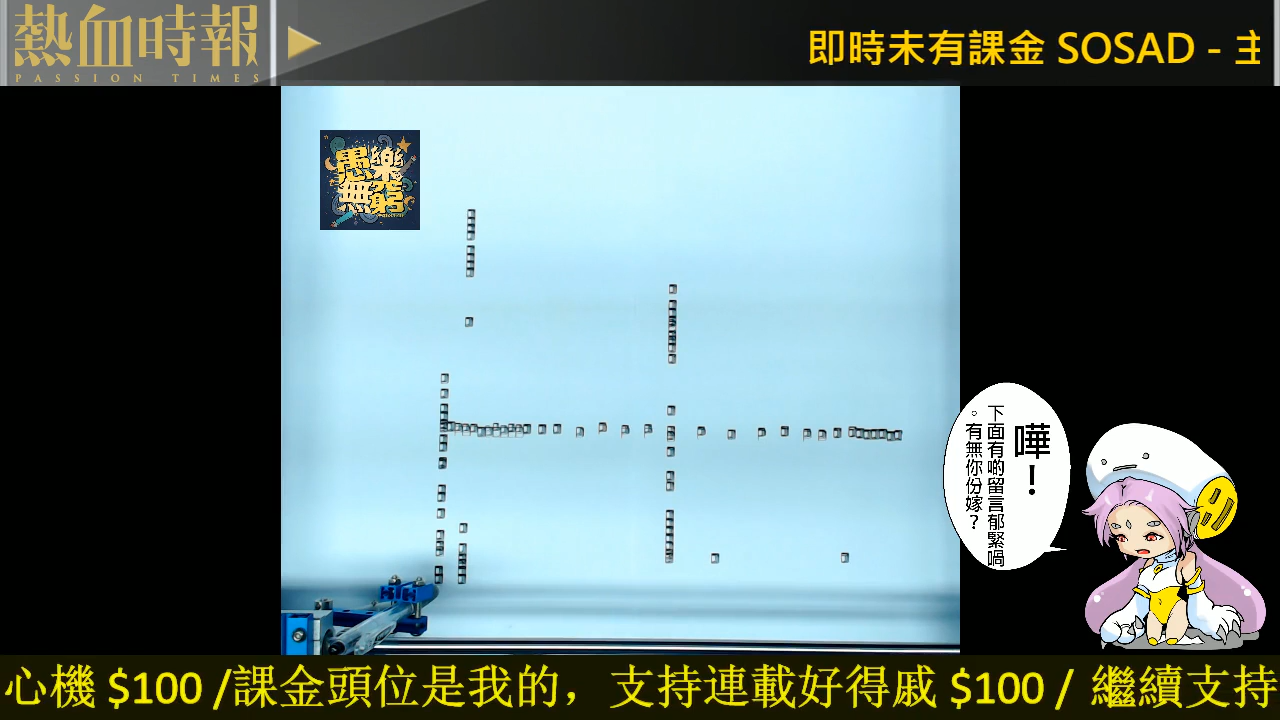 熱血時報
PASSION TIMES
即時未有課金 SOSAD - 主
愚樂
無窮
嘩！
下面有啲留言郁緊喎
。有無你份嫁？
心機 $100 /課金頭位是我的，支持連載好得戚 $100 / 繼續支持